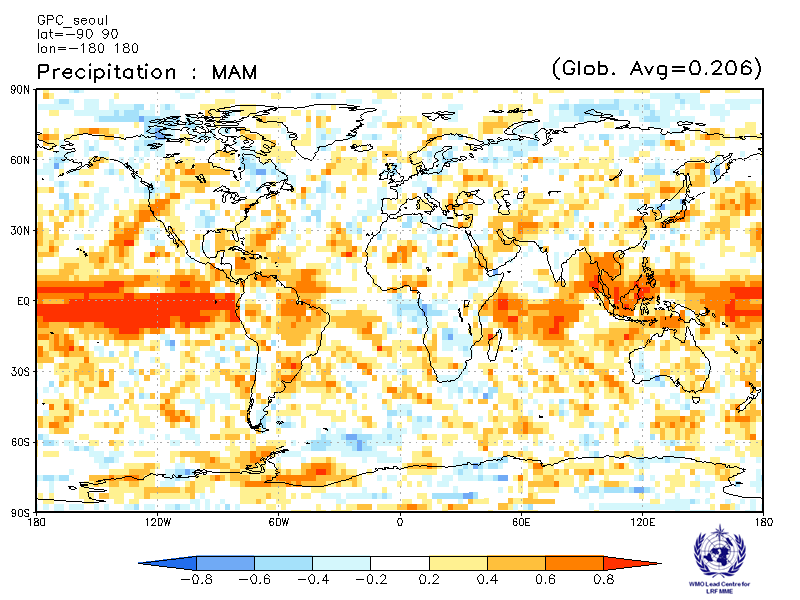 GPC_seoul
lat=-90 90
lon=-180 180
Precipitation : MAM
(Glob. Avg=0.206)
90N
60N
30N
EQ
30S
60S
90S
180 120W 60W 0 60E 120E 180
-0.8 -0.6 -0.4 -0.2 0.2 0.4 0.6 0.8
WMO Lead Centre for
LRF MME